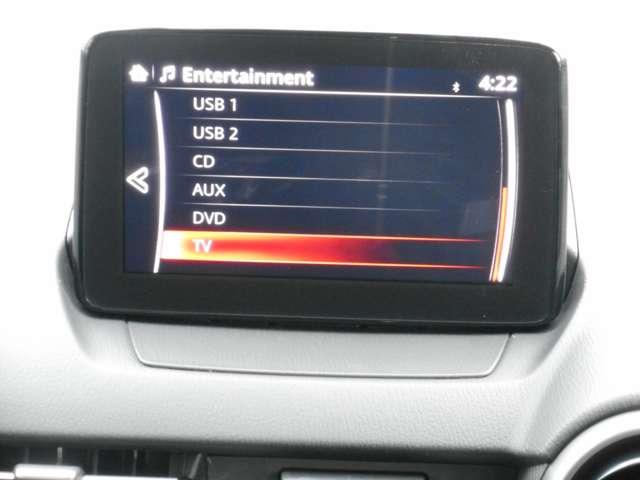 Entertainment 4:22
USB 1
USB 2
CD
AUX
DVD
TV